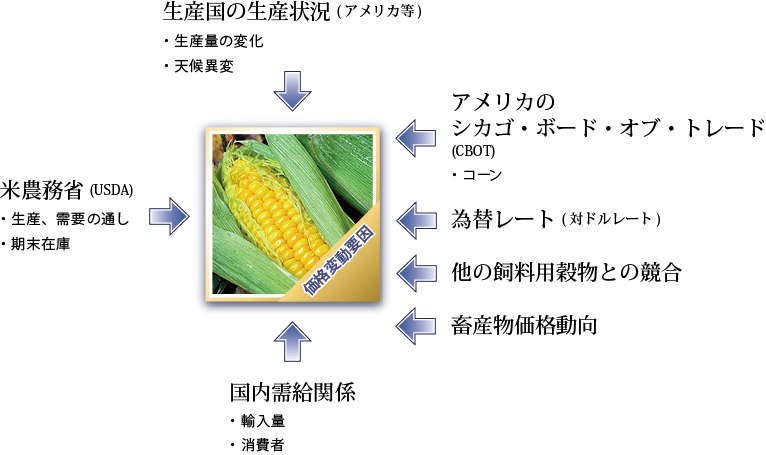 生産国の生産状況 (アメリカ等)
・生産量の変化
・天候異変
アメリカの
シカゴ・ボード・オブ・トレード
(CBOT)
・コーン
米農務省 (USDA)
・生産、需要の通し
・期末在庫
為替レート (対ドルレート)
他の飼料用穀物との競合
畜産物価格動向
価格変動要因
国内需給関係
・輸入量
・消費者